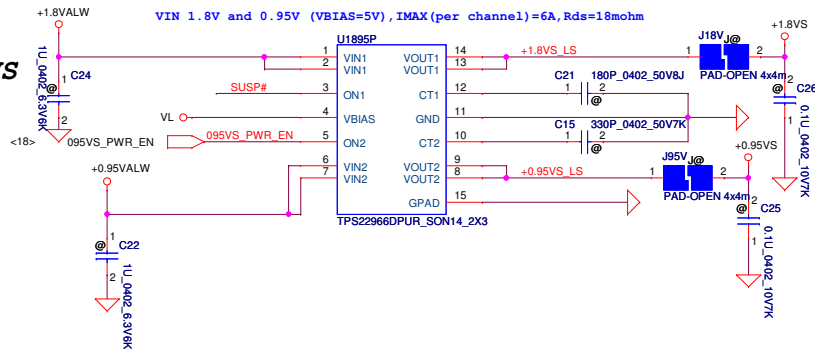 VIN 1.8V and 0.95V (VBIAS=5V),IMAX(per channel)=6A,Rds=18mohm
+1.8VALW
U1895P
+1.8VS
J18V
J@
1
2
VIN1
VIN1
VOUT1
VOUT1
14
13
+1.8VS_LS
1
2
PAD-OPEN 4x4m
VS
C24
@
1
2
1U_0402_6.3V6K
SUSP#
3
ON1
CT1
12
C21
180P_0402_50V8J
1
2
@
C26
@
2
1
0.1U_0402_10V7K
VL
4
VBIAS
GND
11
<18>
095VS_PWR_EN
095VS_PWR_EN
5
ON2
CT2
10
C15
330P_0402_50V7K
1
2
@
+0.95VALW
6
7
VIN2
VIN2
VOUT2
VOUT2
9
8
+0.95VS_LS
J95V
J@
1
2
PAD-OPEN 4x4m
+0.95VS
GPAD
15
TPS22966DPUR_SON14_2X3
C22
@
1
2
1U_0402_6.3V6K
C25
@
2
1
0.1U_0402_10V7K